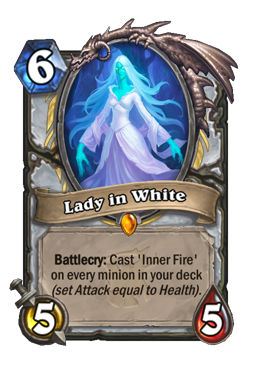 6
Lady in White
Battlecry: Cast 'Inner Fire'
on every minion in your deck
(set Attack equal to Health).
5 5